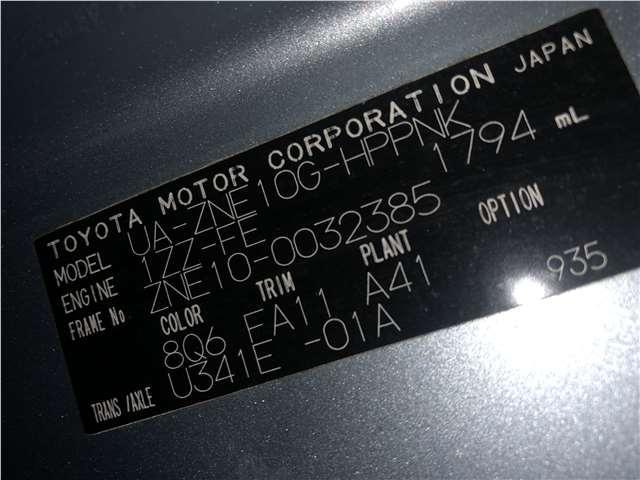 TOYOTA MOTOR CORPORATION JAPAN
MODEL UA-ZNE10G-HPPNK
ENGINE 1ZZ-FE 1794 mL
FRAME No ZNE10-0032385
COLOR TRIM PLANT OPTION
8Q6 FA11 A41 935
TRANS/AXLE U341E -01A